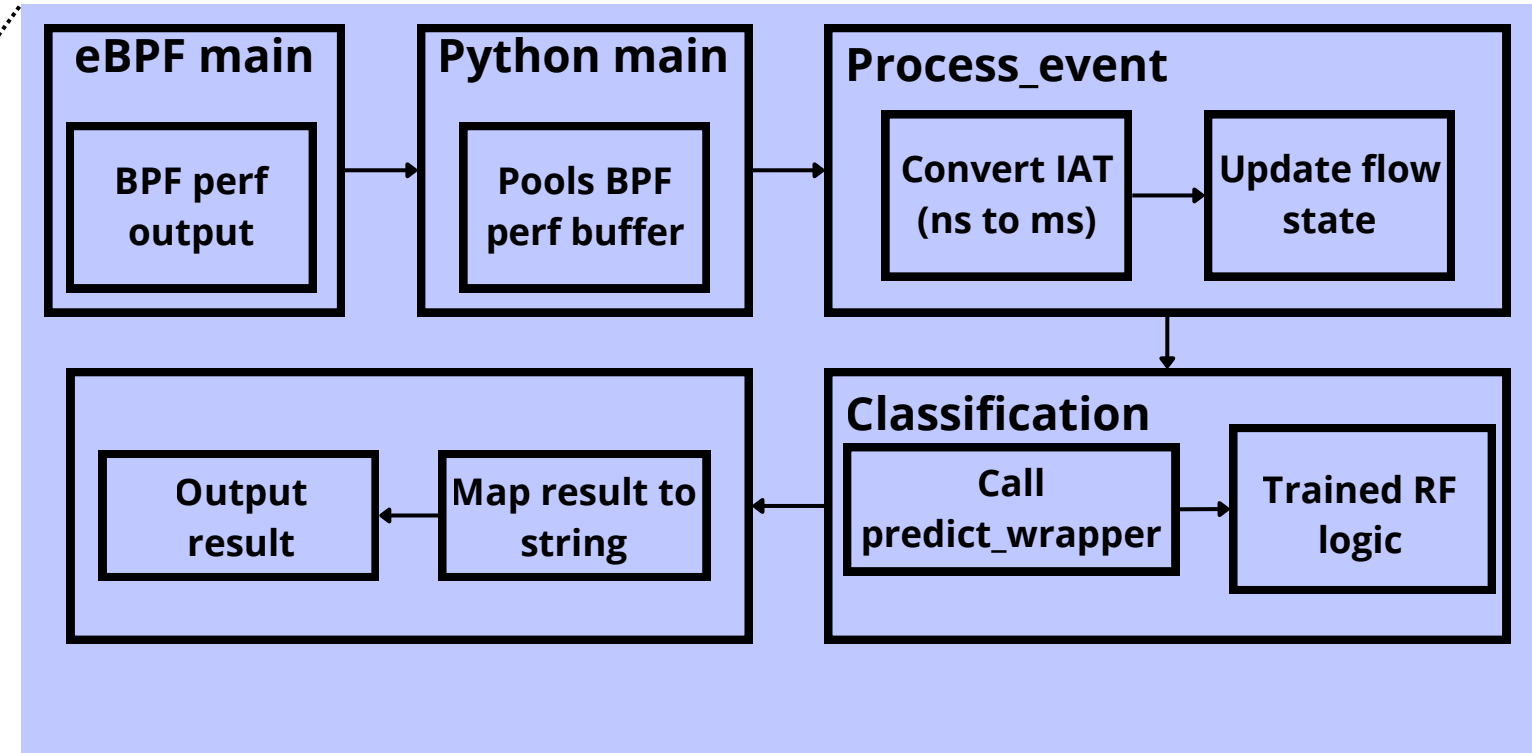 eBPF main
BPF perf
output
Python main
Pools BPF
perf buffer
Process_event
Convert IAT
(ns to ms)
Update flow
state
Classification
Call
predict_wrapper
Trained RF
logic
Map result to
string
Output
result